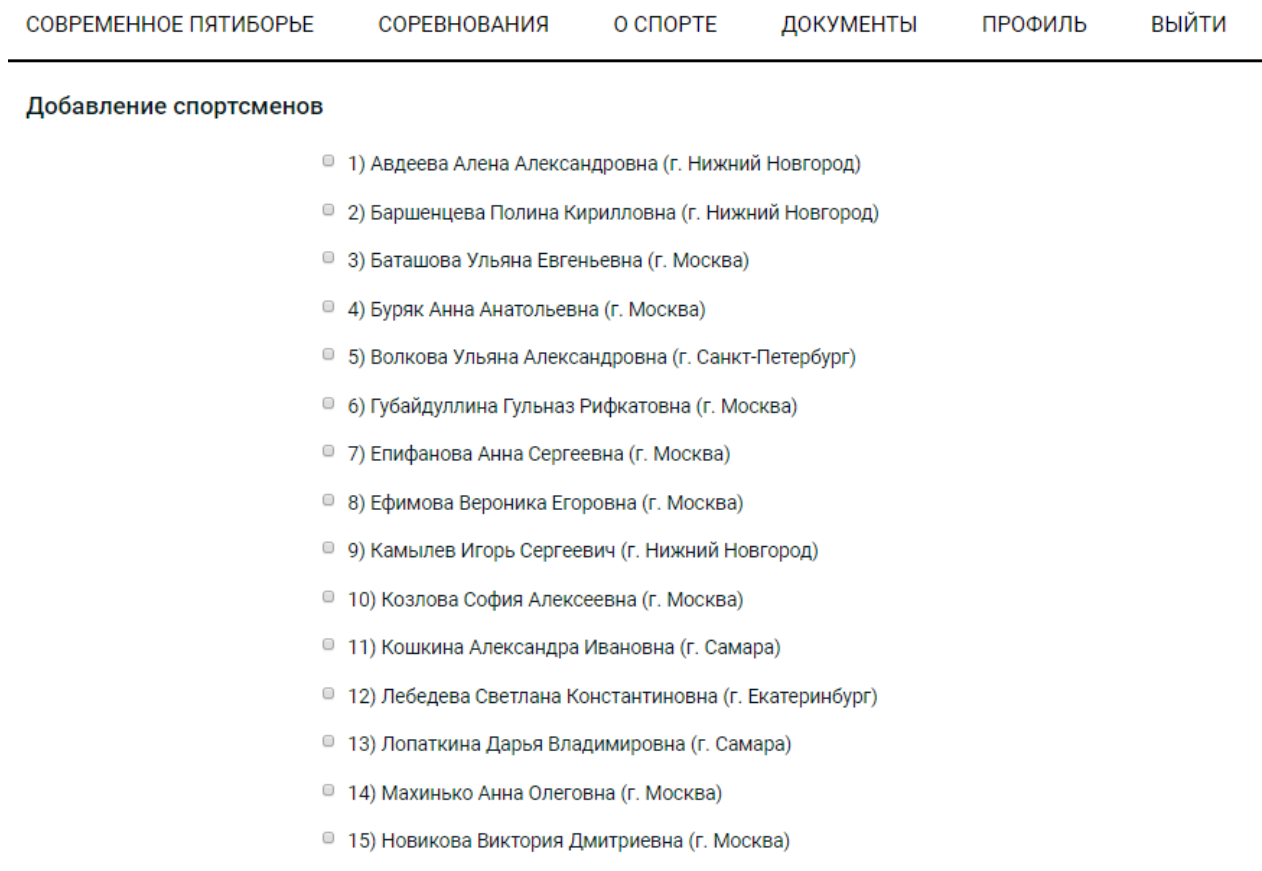 СОВРЕМЕННОЕ ПЯТИБОРЬЕ СОРЕВНОВАНИЯ О СПОРТЕ ДОКУМЕНТЫ ПРОФИЛЬ ВЫЙТИ
Добавление спортсменов
1) Авдеева Алена Александровна (г. Нижний Новгород)
2) Баршенцева Полина Кирилловна (г. Нижний Новгород)
3) Баташова Ульяна Евгеньевна (г. Москва)
4) Буряк Анна Анатольевна (г. Москва)
5) Волкова Ульяна Александровна (г. Санкт-Петербург)
6) Губайдуллина Гульназ Рифкатовна (г. Москва)
7) Епифанова Анна Сергеевна (г. Москва)
8) Ефимова Вероника Егоровна (г. Москва)
9) Камылев Игорь Сергеевич (г. Нижний Новгород)
10) Козлова София Алексеевна (г. Москва)
11) Кошкина Александра Ивановна (г. Самара)
12) Лебедева Светлана Константиновна (г. Екатеринбург)
13) Лопаткина Дарья Владимировна (г. Самара)
14) Махинько Анна Олеговна (г. Москва)
15) Новикова Виктория Дмитриевна (г. Москва)